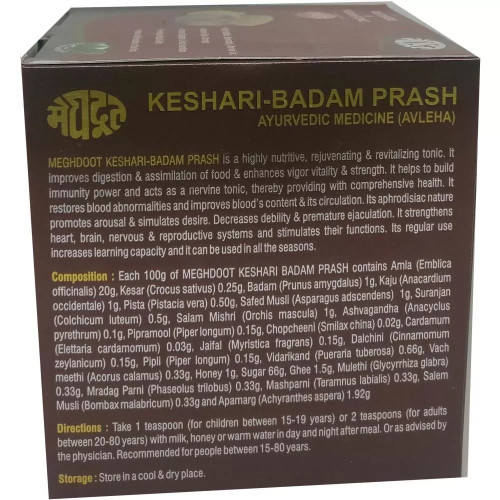 मेघदूत
KESHARI-BADAM PRASH
AYURVEDIC MEDICINE (AVLEHA)
MEGHDOOT KESHARI-BADAM PRASH is a highly nutritive, rejuvenating & revitalizing tonic. It
improves digestion & assimilation of food & enhances vigor vitality & strength. It helps to build
immunity power and acts as a nervine tonic, thereby providing with comprehensive health. It
restores blood abnormalities and improves blood's content & its circulation. Its aphrodisiac nature
promotes arousal & simulates desire. Decreases debility & premature ejaculation. It strengthens
heart, brain, nervous & reproductive systems and stimulates their functions. Its regular use
increases learning capacity and it can be used in all the seasons.
Composition : Each 100g of MEGHDOOT KESHARI BADAM PRASH contains Amla (Emblica
officinalis) 20g, Kesar (Crocus sativus) 0.25g, Badam (Prunus amygdalus) 1g, Kaju (Anacardium
occidentale) 1g, Pista (Pistacia vera) 0.50g, Safed Musli (Asparagus adscendens) 1g, Suranjan
(Colchicum luteum) 0.5g, Salam Mishri (Orchis mascula) 1g, Ashvagandha (Anacyclus
pyrethrum) 0.1g, Pipramool (Piper longum) 0.15g, Chopcheeni (Smilax china) 0.02g, Cardamum
(Elettaria cardamomum) 0.03g, Jaifal (Myristica fragrans) 0.15g, Dalchini (Cinnamomum
zeylanicum) 0.15g, Pipli (Piper longum) 0.15g, Vidarikand (Pueraria tuberosa) 0.66g, Vach
methi (Acorus calamus) 0.33g, Honey 1g, Sugar 66g, Ghee 1.5g, Mulethi (Glycyrrhiza glabra)
0.33g, Mradag Parni (Phaseolus trilobus) 0.33g, Mashparni (Teramnus labialis) 0.33g, Salem
Musli (Bombax malabricum) 0.33g and Apamarg (Achyranthes aspera) 1.92g
Directions : Take 1 teaspoon (for children between 15-19 years) or 2 teaspoons (for adults
between 20-80 years) with milk, honey or warm water in day and night after meal. Or as advised by
the physician. Recommended for people between 15-80 years.
Storage : Store in a cool & dry place.